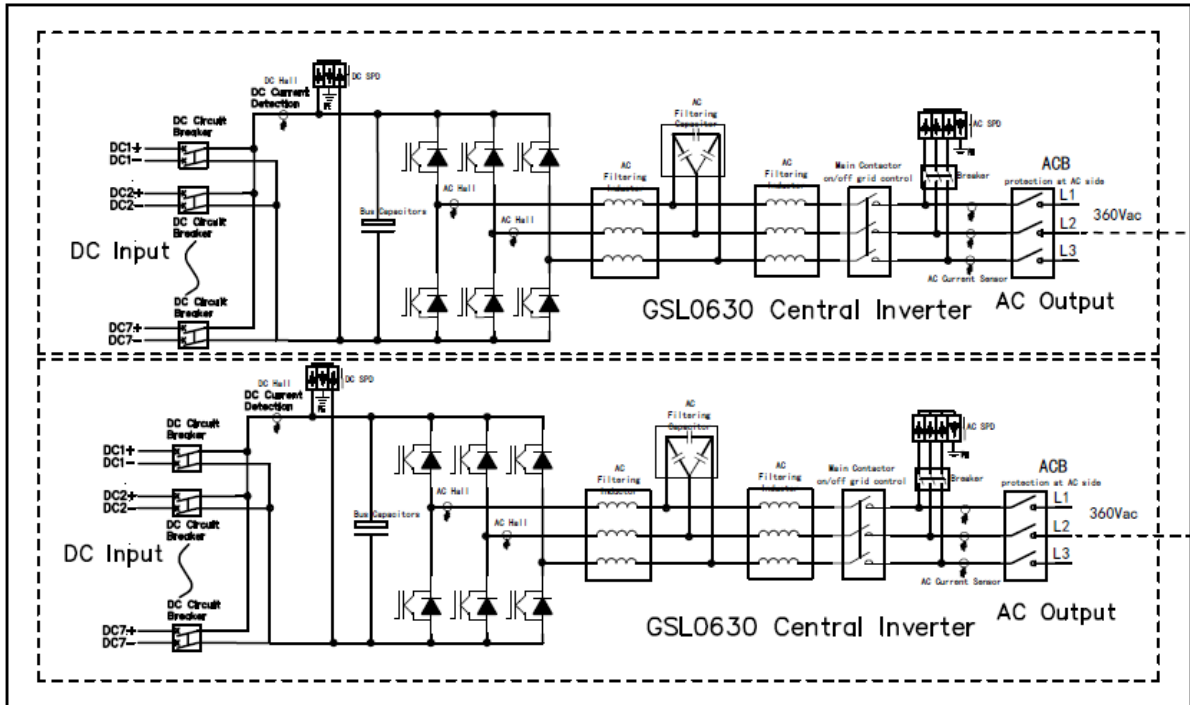 DC Hall
DC Current
Detection
DC SPD
PE
DC Circuit
Breaker
DC1+
DC1-
DC2+
DC2-
DC Circuit
Breaker
DC Input
DC Circuit
Breaker
DC7+
DC7-
Bus Capacitors
AC Hall
AC Hall
AC
Filtering
Inductor
AC
Filtering
Capacitor
AC
Filtering
Inductor
Main Contactor
on/off grid control
AC SPD
PE
Breaker
ACB
protection at AC side
L1
L2
L3
360Vac
AC Current Sensor
GSL0630 Central Inverter
AC Output
DC Hall
DC Current
Detection
DC SPD
PE
DC Circuit
Breaker
DC1+
DC1-
DC2+
DC2-
DC Circuit
Breaker
DC Input
DC Circuit
Breaker
DC7+
DC7-
Bus Capacitors
AC Hall
AC Hall
AC
Filtering
Inductor
AC
Filtering
Capacitor
AC
Filtering
Inductor
Main Contactor
on/off grid control
AC SPD
PE
Breaker
ACB
protection at AC side
L1
L2
L3
360Vac
AC Current Sensor
GSL0630 Central Inverter
AC Output